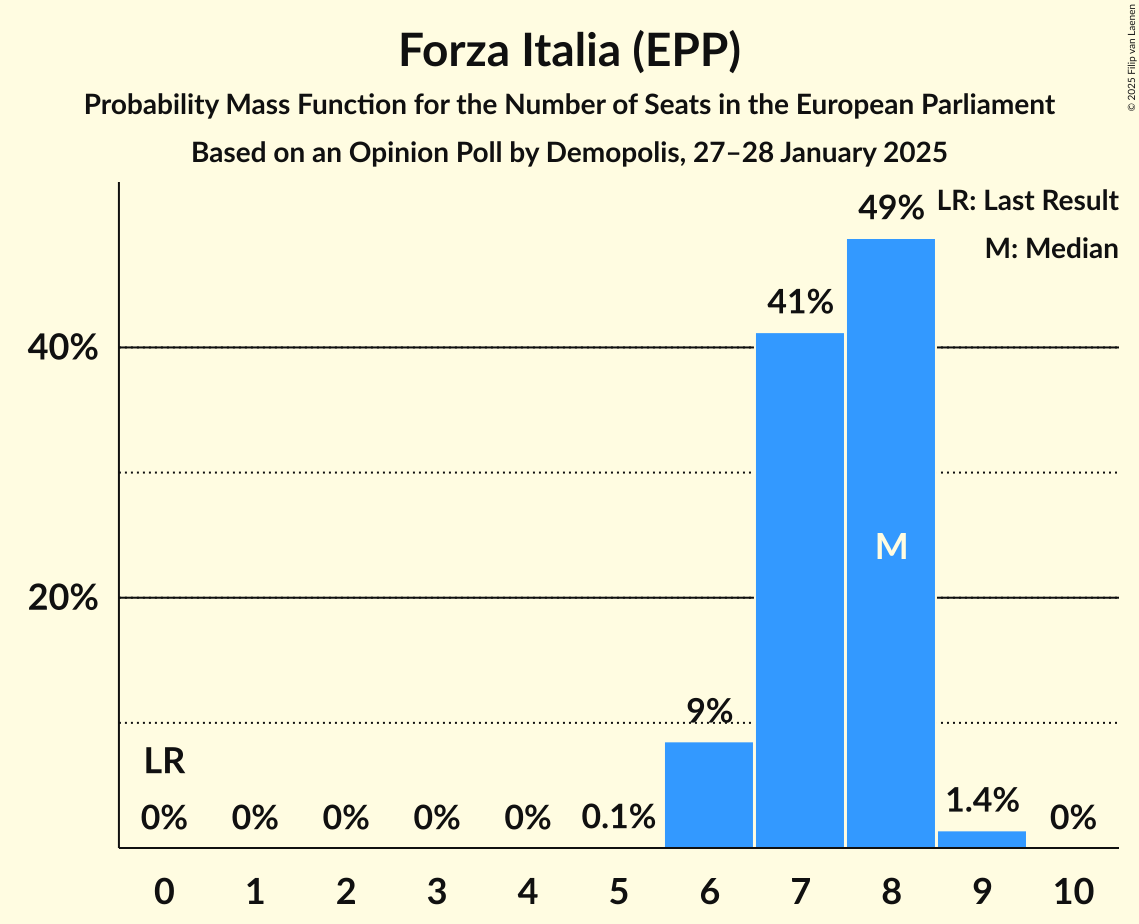 © 2025 Filip van Laenen
Forza Italia (EPP)
Probability Mass Function for the Number of Seats in the European Parliament
Based on an Opinion Poll by Demopolis, 27–28 January 2025
LR: Last Result
M: Median
49%
41%
40%
M
20%
9%
LR
0% 0% 0% 0% 0% 0.1% 1.4% 0%
0 1 2 3 4 5 6 7 8 9 10